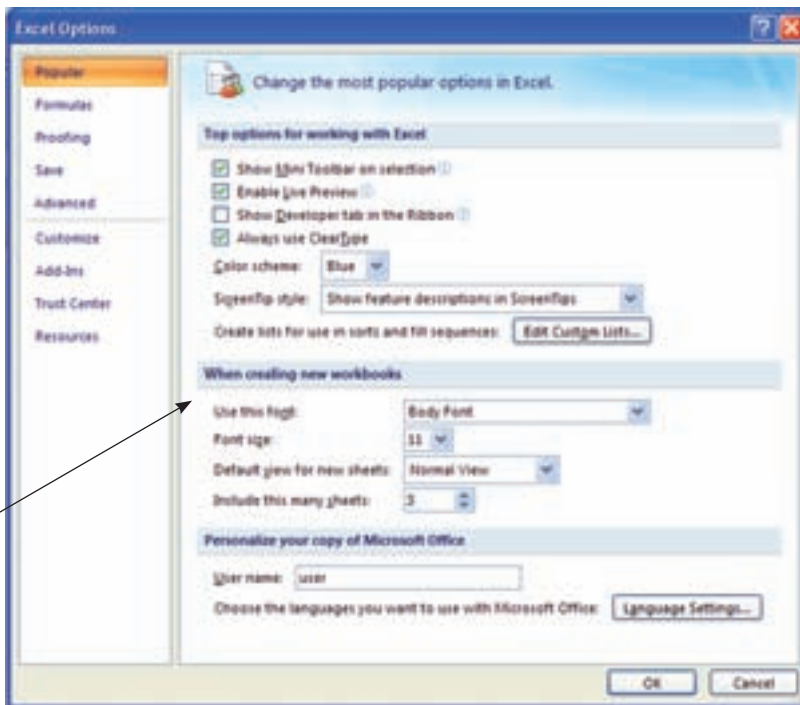 Excel Options
Popular
Formulas
Proofing
Save
Advanced
Customize
Add-Ins
Trust Center
Resources
Change the most popular options in Excel.
Top options for working with Excel
Show Mini Toolbar on selection
Enable Live Preview
Show Developer tab in the Ribbon
Always use ClearType
Color scheme: Blue
ScreenTip style: Show feature descriptions in ScreenTips
Create lists for use in sorts and fill sequences: Edit Custom Lists...
When creating new workbooks
Use this font: Body Font
Font size: 11
Default view for new sheets: Normal View
Include this many sheets: 3
Personalize your copy of Microsoft Office
User name: user
Choose the languages you want to use with Microsoft Office: Language Settings...
OK Cancel